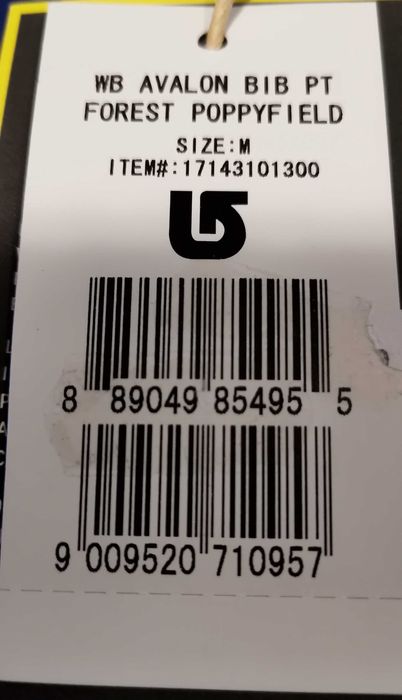 WB AVALON BIB PT
FOREST POPPYFIELD
SIZE:M
ITEM#:17143101300
8 89049 85495 5
9 009520 710957